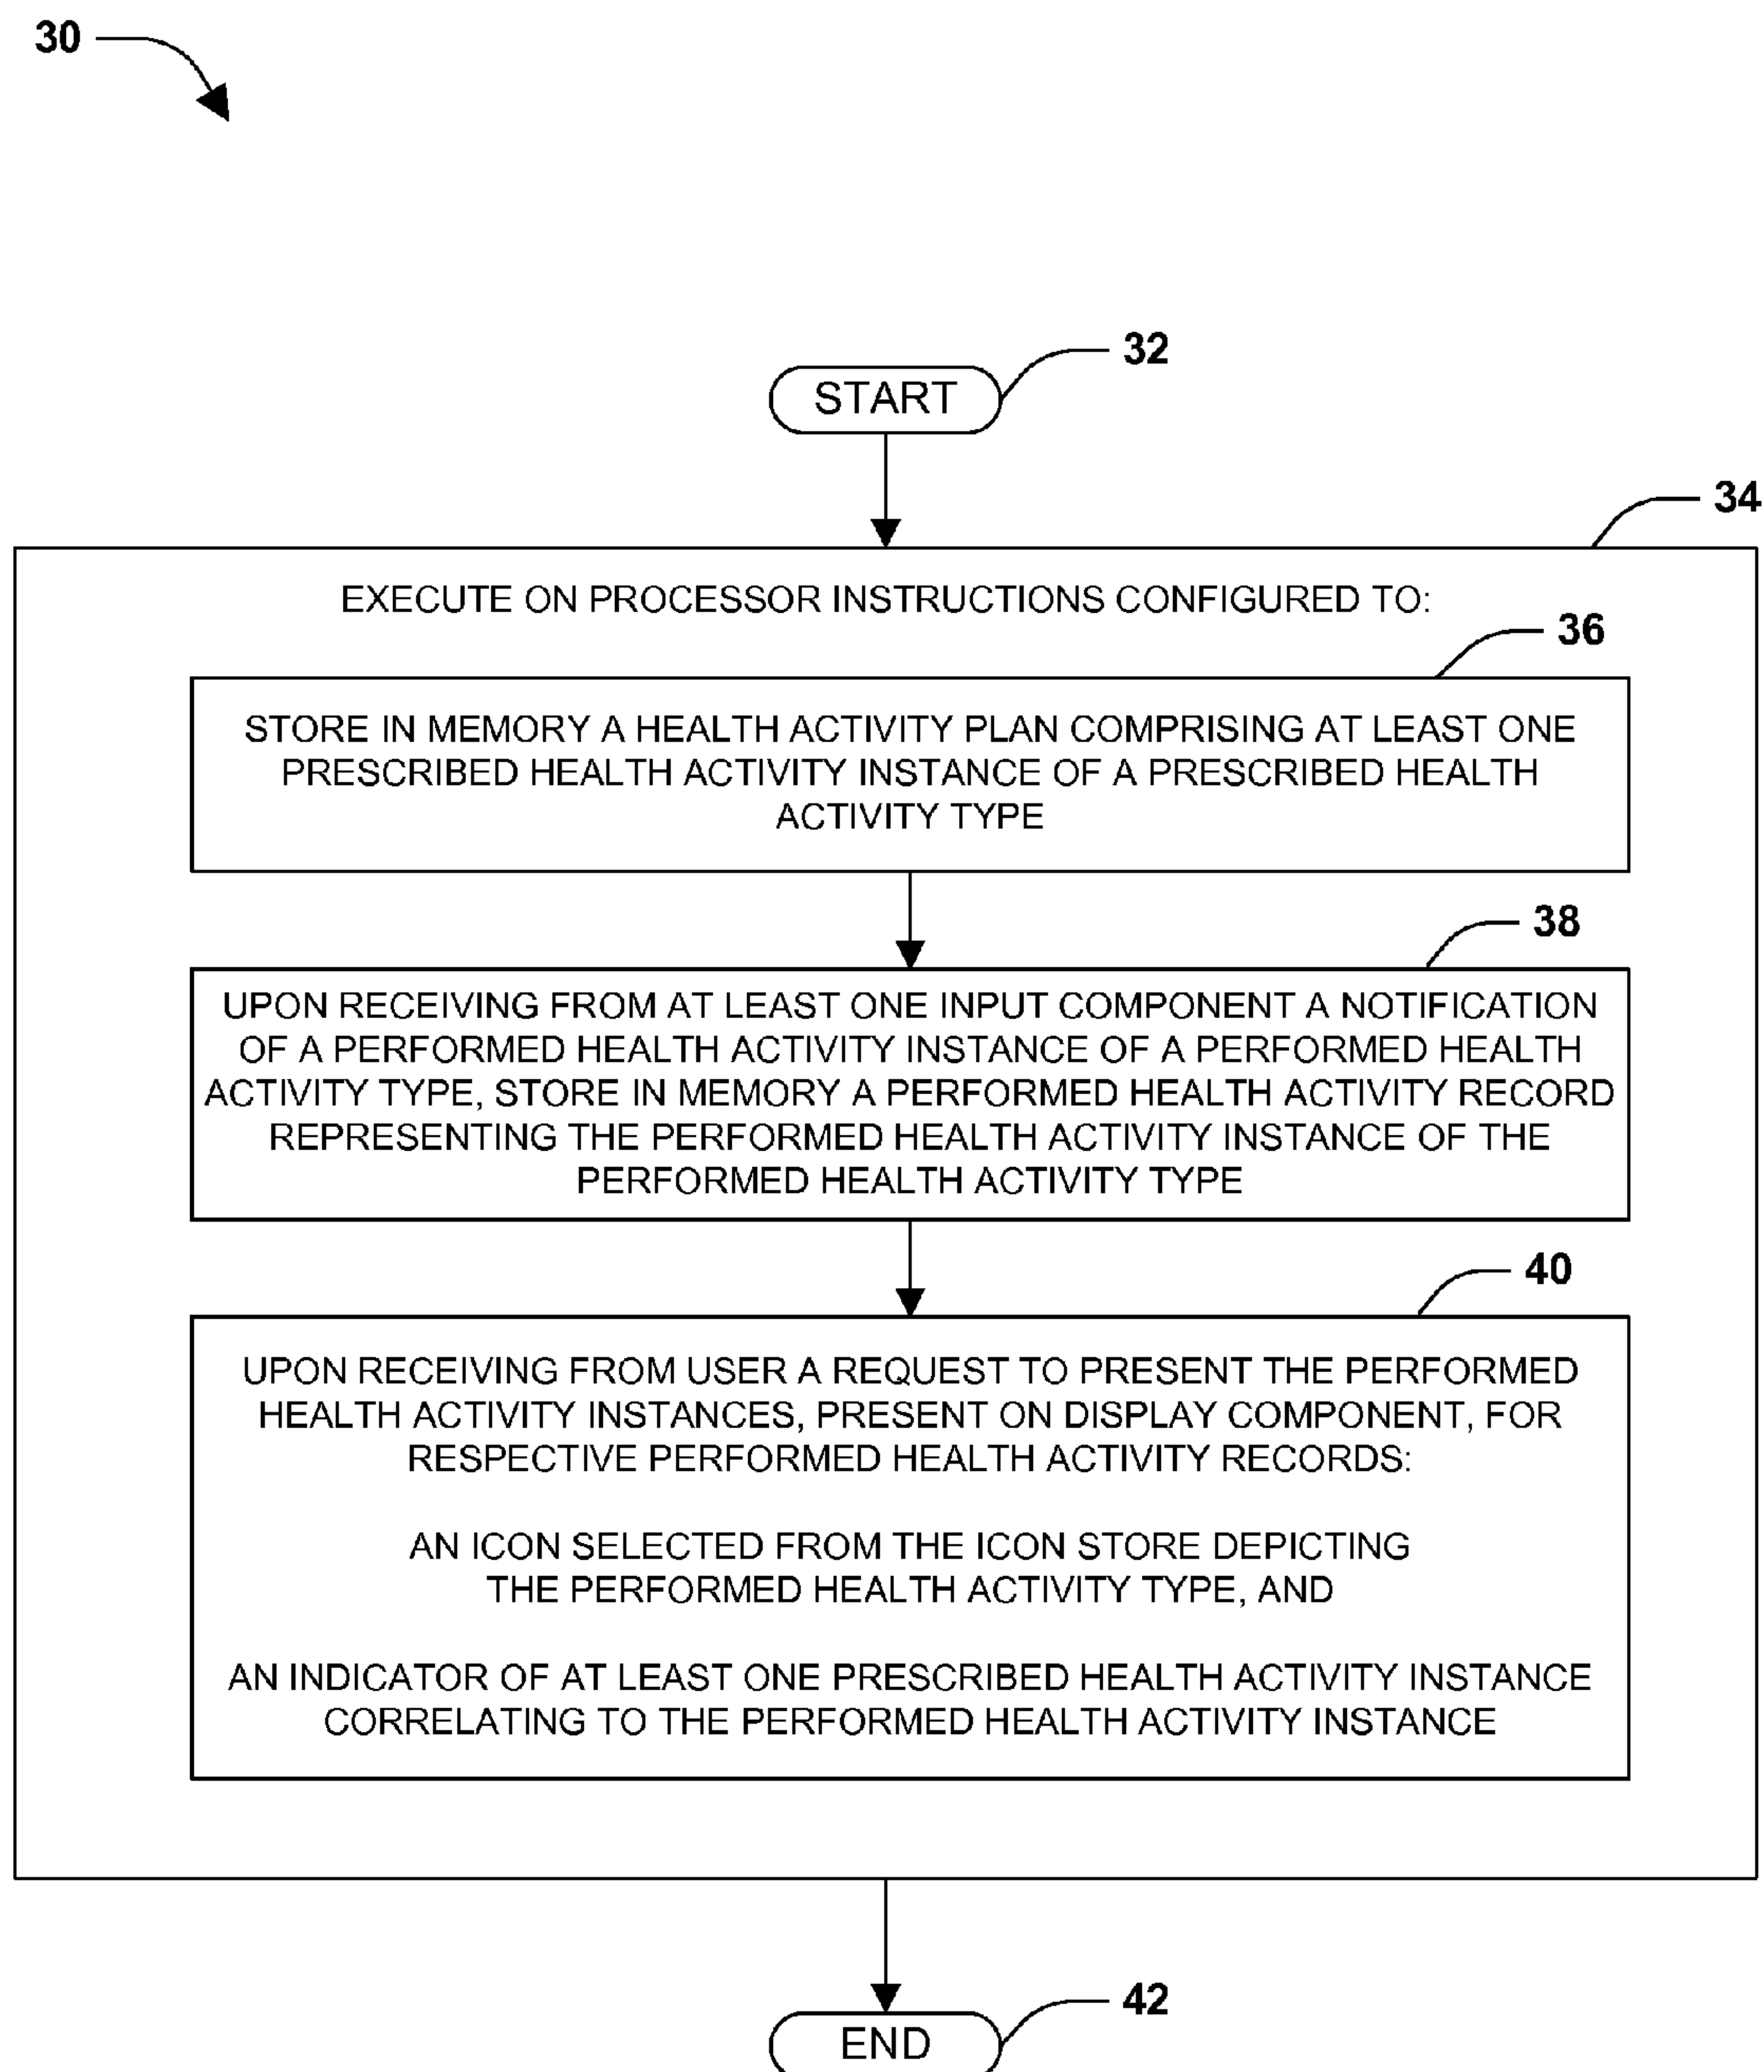 30
32
START
34
EXECUTE ON PROCESSOR INSTRUCTIONS CONFIGURED TO:
36
STORE IN MEMORY A HEALTH ACTIVITY PLAN COMPRISING AT LEAST ONE
PRESCRIBED HEALTH ACTIVITY INSTANCE OF A PRESCRIBED HEALTH
ACTIVITY TYPE
38
UPON RECEIVING FROM AT LEAST ONE INPUT COMPONENT A NOTIFICATION
OF A PERFORMED HEALTH ACTIVITY INSTANCE OF A PERFORMED HEALTH
ACTIVITY TYPE, STORE IN MEMORY A PERFORMED HEALTH ACTIVITY RECORD
REPRESENTING THE PERFORMED HEALTH ACTIVITY INSTANCE OF THE
PERFORMED HEALTH ACTIVITY TYPE
40
UPON RECEIVING FROM USER A REQUEST TO PRESENT THE PERFORMED
HEALTH ACTIVITY INSTANCES, PRESENT ON DISPLAY COMPONENT, FOR
RESPECTIVE PERFORMED HEALTH ACTIVITY RECORDS:
AN ICON SELECTED FROM THE ICON STORE DEPICTING
THE PERFORMED HEALTH ACTIVITY TYPE, AND
AN INDICATOR OF AT LEAST ONE PRESCRIBED HEALTH ACTIVITY INSTANCE
CORRELATING TO THE PERFORMED HEALTH ACTIVITY INSTANCE
42
END